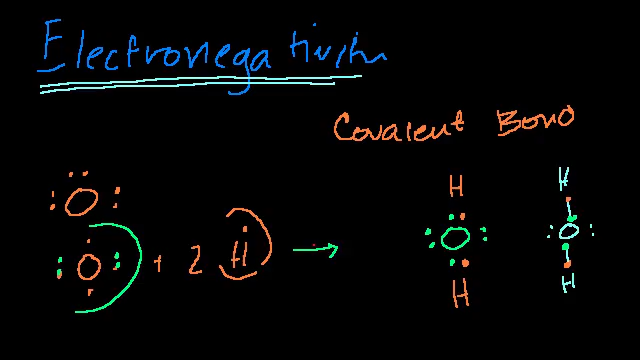 Electronegativity
Covalent Bond
H H
:O:
:O: + 2 H → :O: :O:
H H